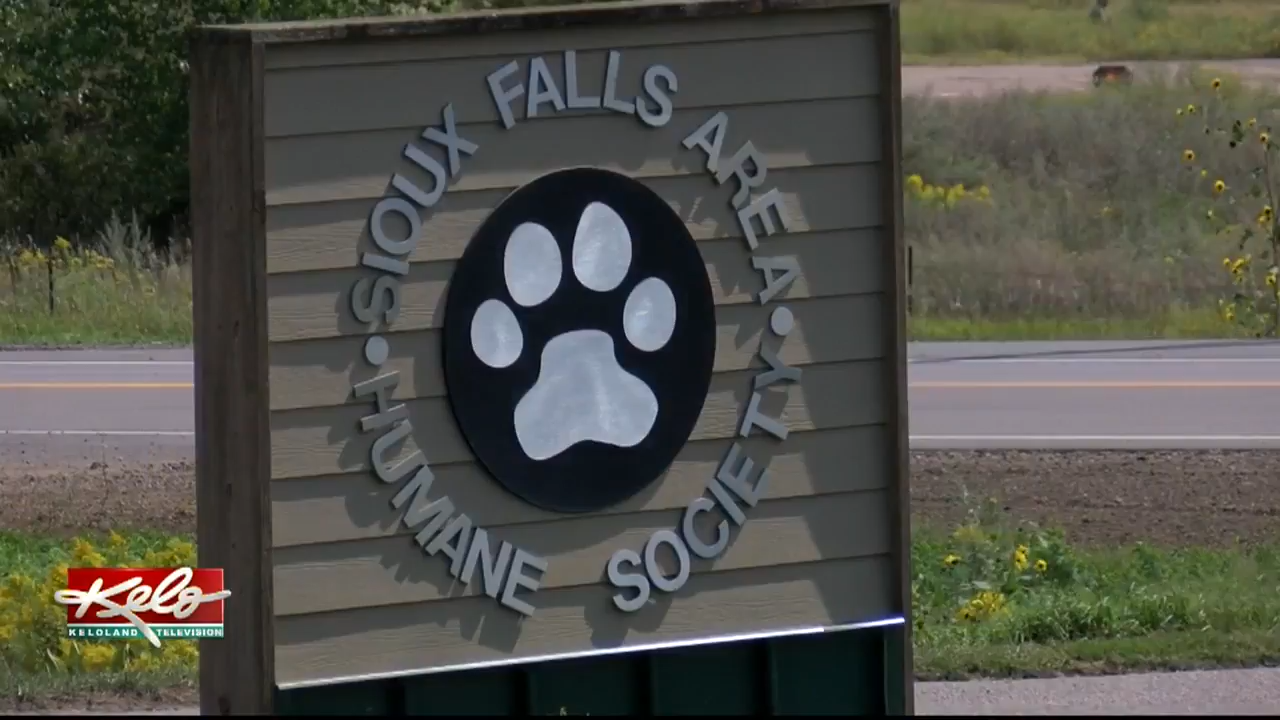 SIOUX FALLS AREA
• HUMANE SOCIETY •
Kelo
KELOLAND TELEVISION